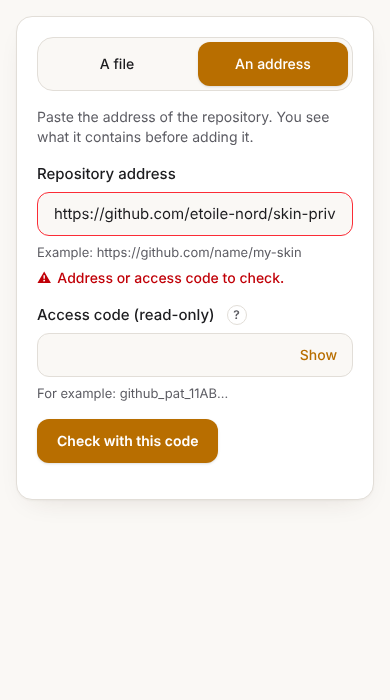 A file
An address
Paste the address of the repository. You see
what it contains before adding it.
Repository address
https://github.com/etoile-nord/skin-priv
Example: https://github.com/name/my-skin
Address or access code to check.
Access code (read-only) ?
Show
For example: github_pat_11AB...
Check with this code